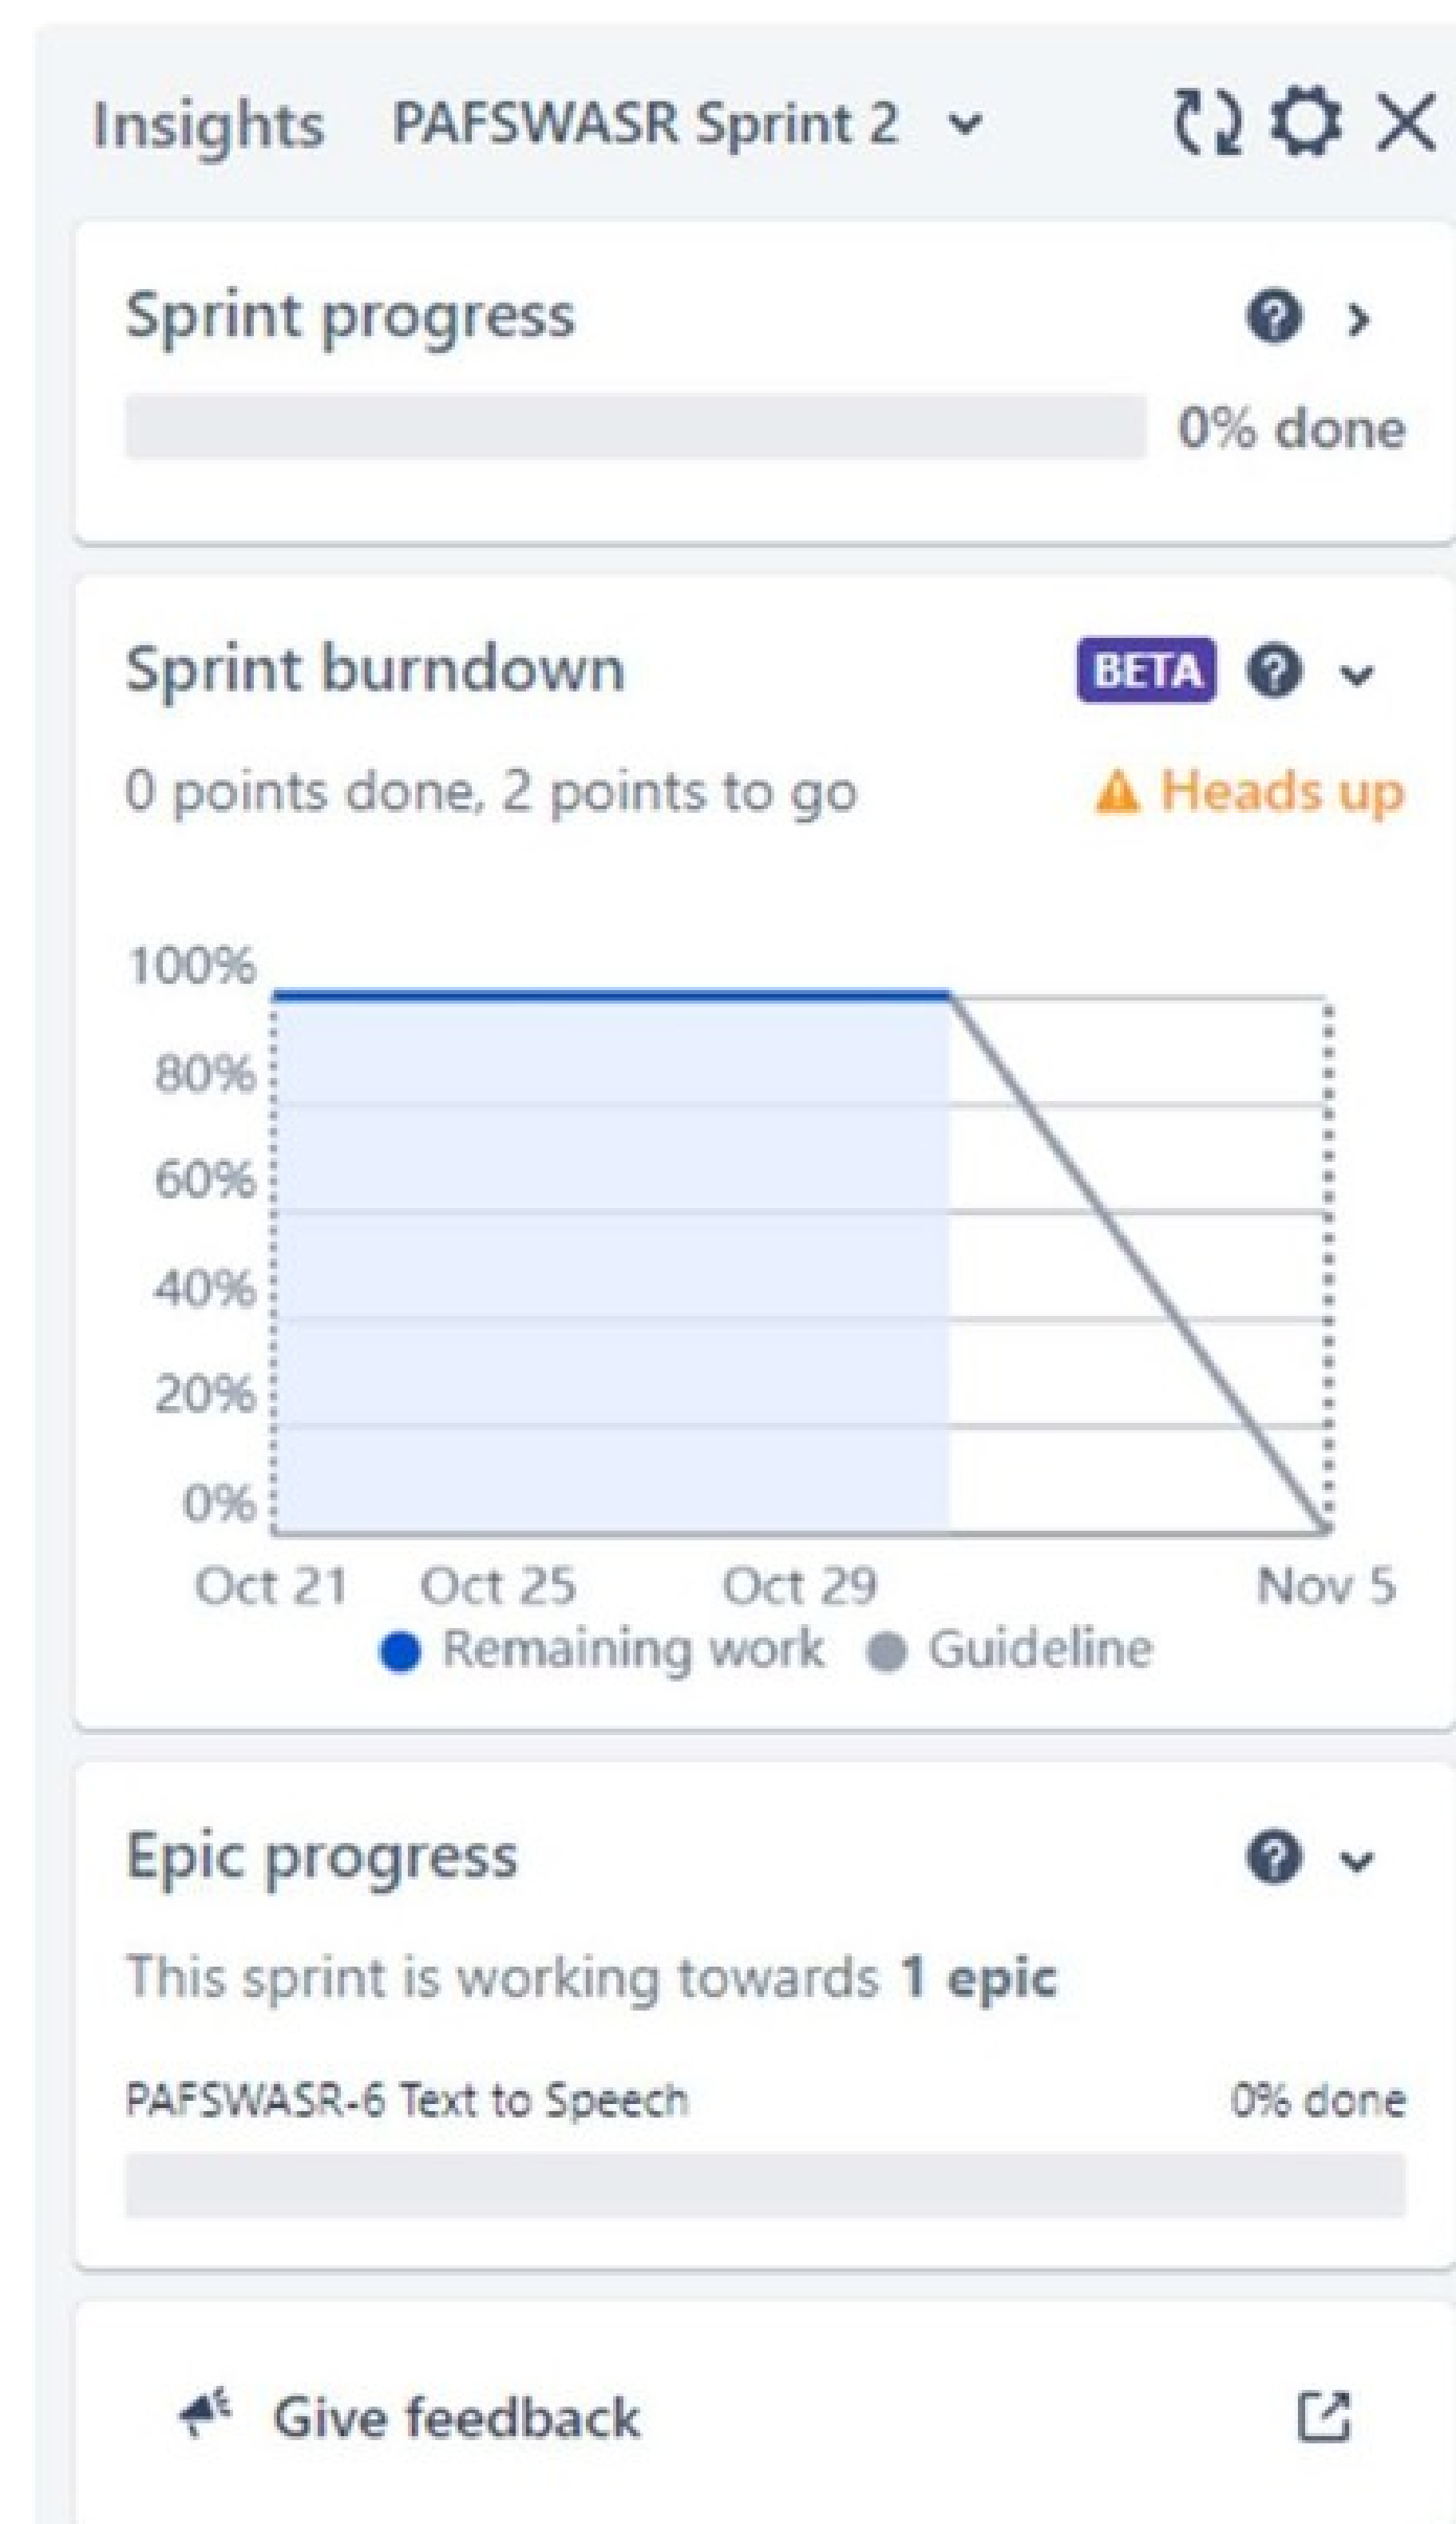 Insights PAFSWASR Sprint 2
Sprint progress
0% done
Sprint burndown BETA
0 points done, 2 points to go Heads up
100%
80%
60%
40%
20%
0%
Oct 21 Oct 25 Oct 29 Nov 5
Remaining work Guideline
Epic progress
This sprint is working towards 1 epic
PAFSWASR-6 Text to Speech 0% done
Give feedback